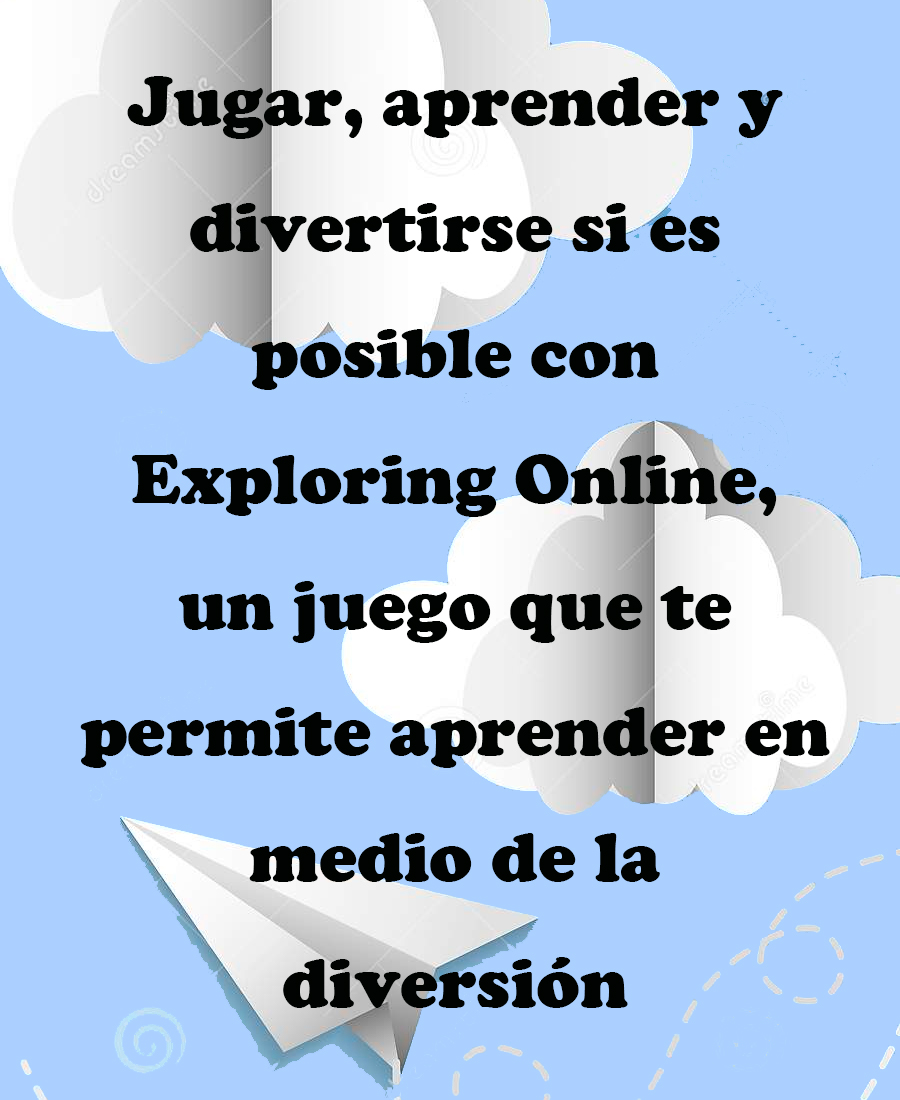 Jugar, aprender y
divertirse si es
posible con
Exploring Online,
un juego que te
permite aprender en
medio de la
diversión
dreamstime